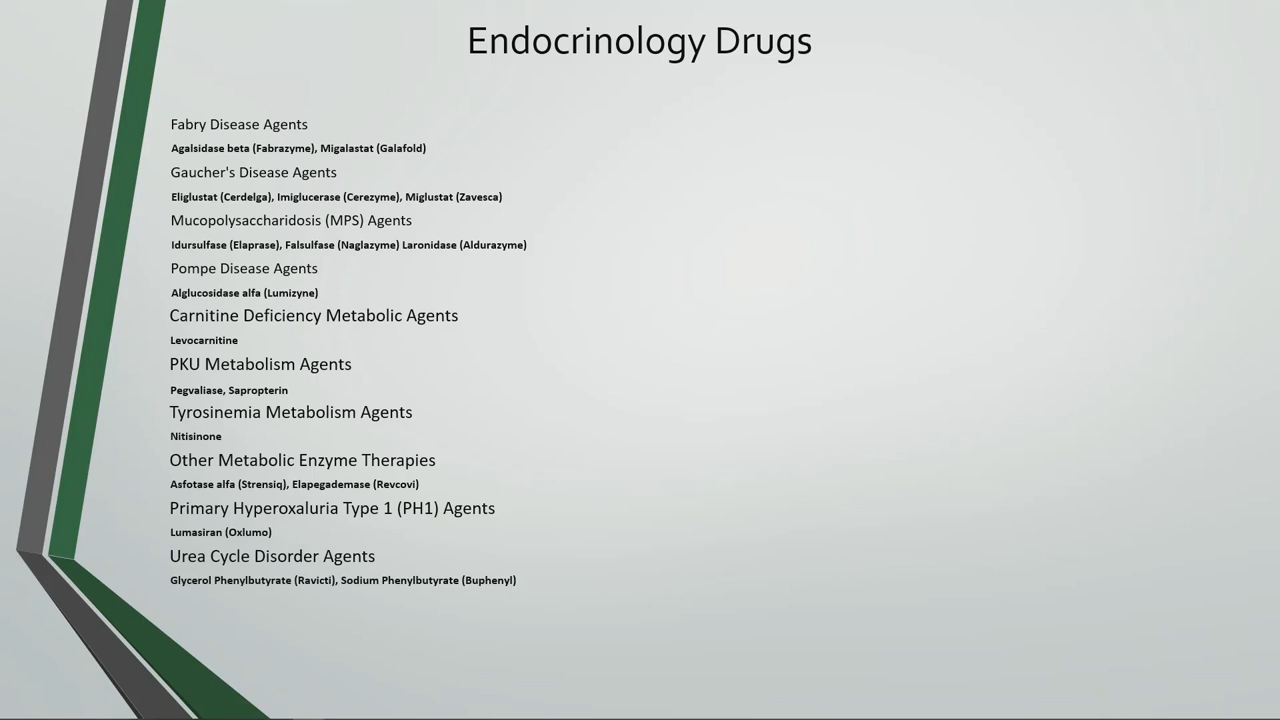 Endocrinology Drugs
Fabry Disease Agents
Agalsidase beta (Fabrazyme), Migalastat (Galafold)
Gaucher's Disease Agents
Eliglustat (Cerdelga), Imiglucerase (Cerezyme), Miglustat (Zavesca)
Mucopolysaccharidosis (MPS) Agents
Idursulfase (Elaprase), Falsulfase (Naglazyme) Laronidase (Aldurazyme)
Pompe Disease Agents
Alglucosidase alfa (Lumizyne)
Carnitine Deficiency Metabolic Agents
Levocarnitine
PKU Metabolism Agents
Pegvaliase, Sapropterin
Tyrosinemia Metabolism Agents
Nitisinone
Other Metabolic Enzyme Therapies
Asfotase alfa (Strensiq), Elapegademase (Revcovi)
Primary Hyperoxaluria Type 1 (PH1) Agents
Lumasiran (Oxlumo)
Urea Cycle Disorder Agents
Glycerol Phenylbutyrate (Ravicti), Sodium Phenylbutyrate (Buphenyl)